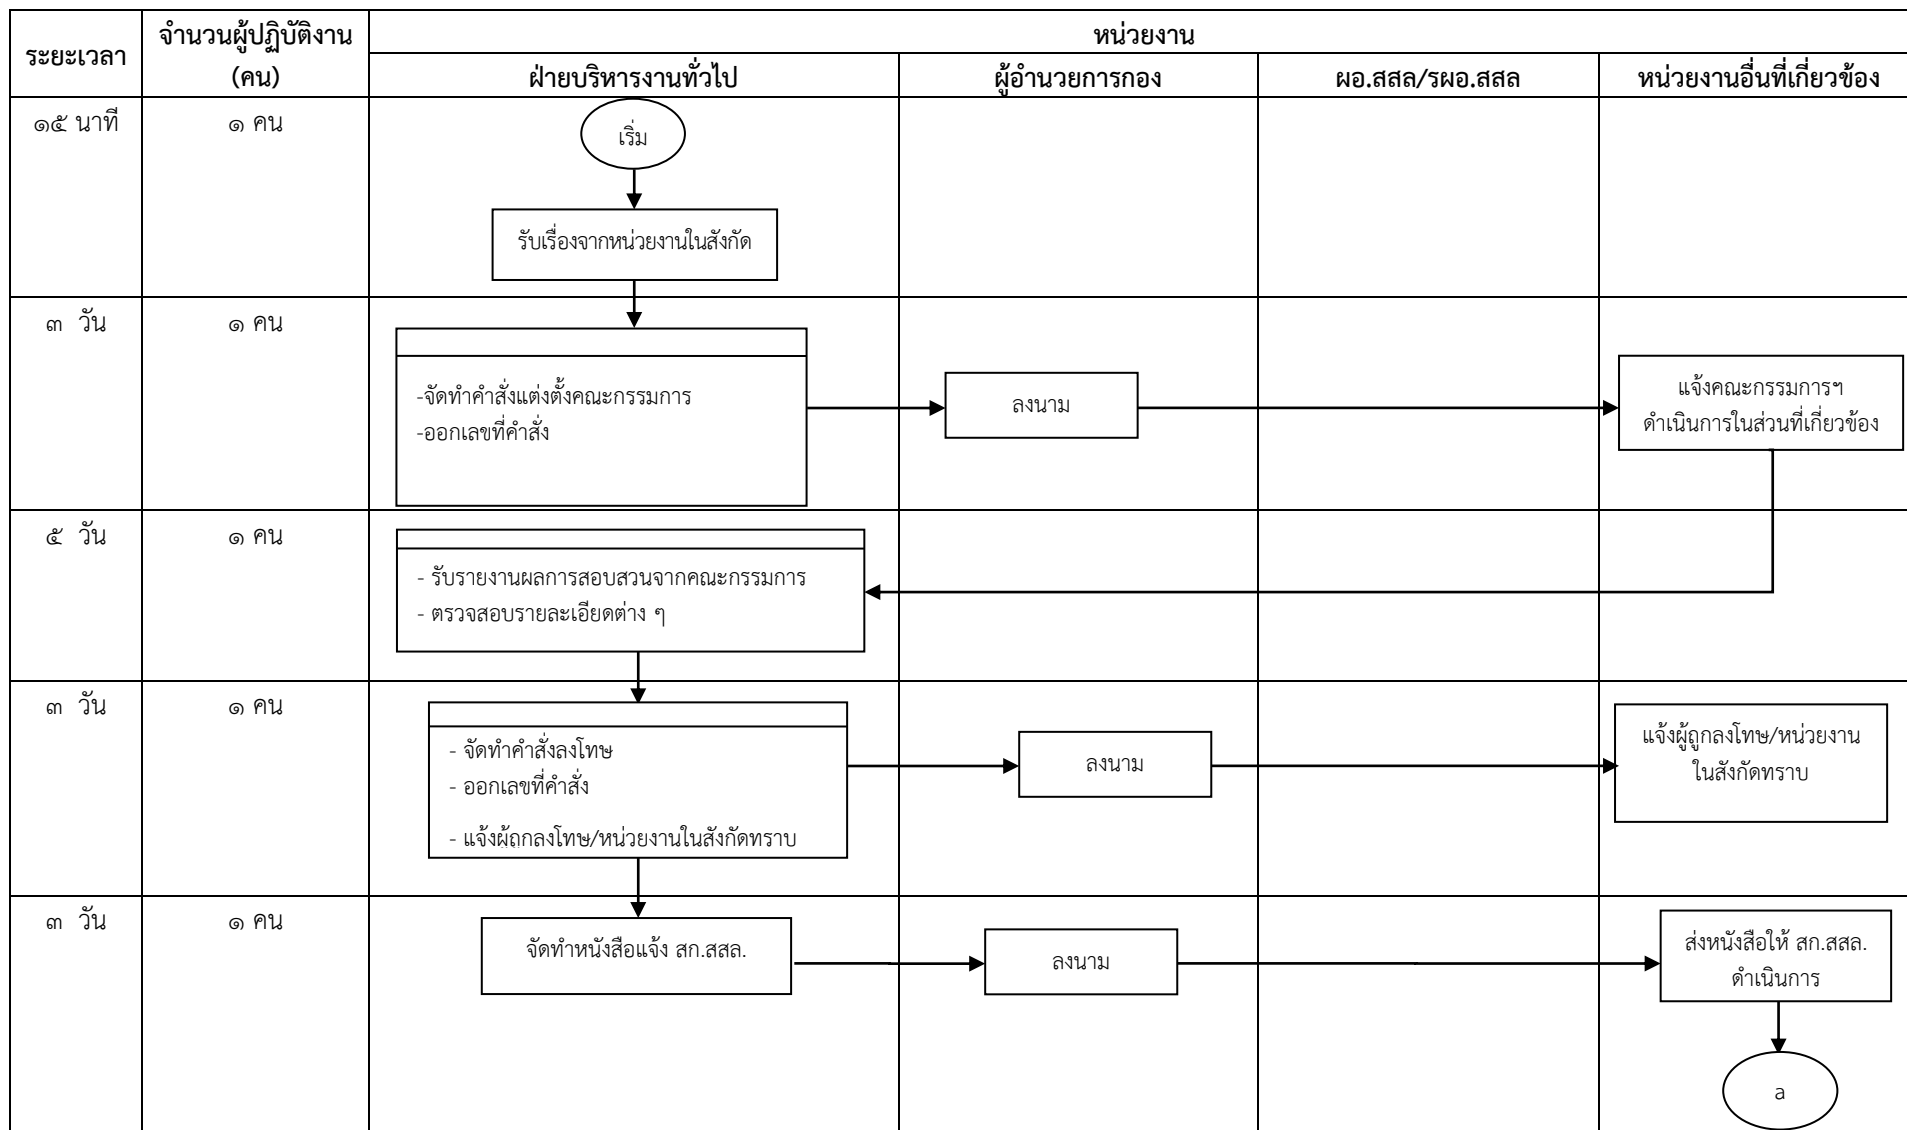 ระยะเวลา
จำนวนผู้ปฏิบัติงาน
(คน)
หน่วยงาน
ฝ่ายบริหารงานทั่วไป
ผู้อำนวยการกอง
ผอ.สสล/รผอ.สสล
หน่วยงานอื่นที่เกี่ยวข้อง
๑๕ นาที
๑ คน
เริ่ม
รับเรื่องจากหน่วยงานในสังกัด
๓ วัน
๑ คน
-จัดทำคำสั่งแต่งตั้งคณะกรรมการ
-ออกเลขที่คำสั่ง
ลงนาม
แจ้งคณะกรรมการฯ
ดำเนินการในส่วนที่เกี่ยวข้อง
๕ วัน
๑ คน
- รับรายงานผลการสอบสวนจากคณะกรรมการ
- ตรวจสอบรายละเอียดต่าง ๆ
๓ วัน
๑ คน
- จัดทำคำสั่งลงโทษ
- ออกเลขที่คำสั่ง
- แจ้งผู้ถูกลงโทษ/หน่วยงานในสังกัดทราบ
ลงนาม
แจ้งผู้ถูกลงโทษ/หน่วยงาน
ในสังกัดทราบ
๓ วัน
๑ คน
จัดทำหนังสือแจ้ง สก.สสล.
ลงนาม
ส่งหนังสือให้ สก.สสล.
ดำเนินการ
a